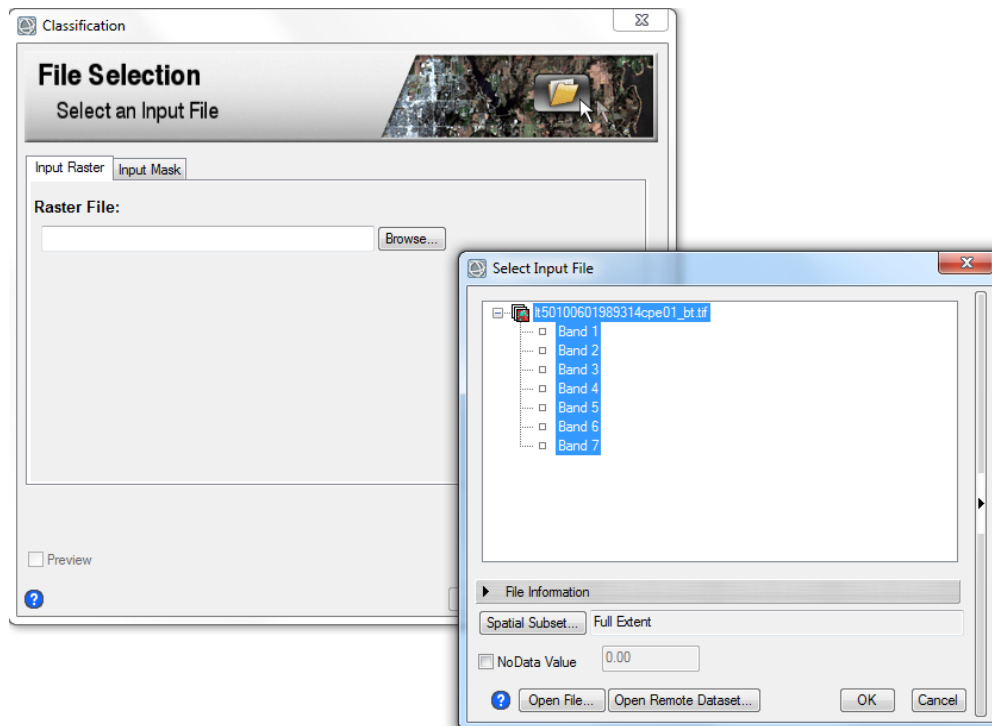 Classification
File Selection
Select an Input File
Input Raster
Input Mask
Raster File:
Browse...
Preview
Select Input File
lt50100601989314cpe01_bt.tif
Band 1
Band 2
Band 3
Band 4
Band 5
Band 6
Band 7
File Information
Spatial Subset... Full Extent
NoData Value 0.00
Open File... Open Remote Dataset... OK Cancel